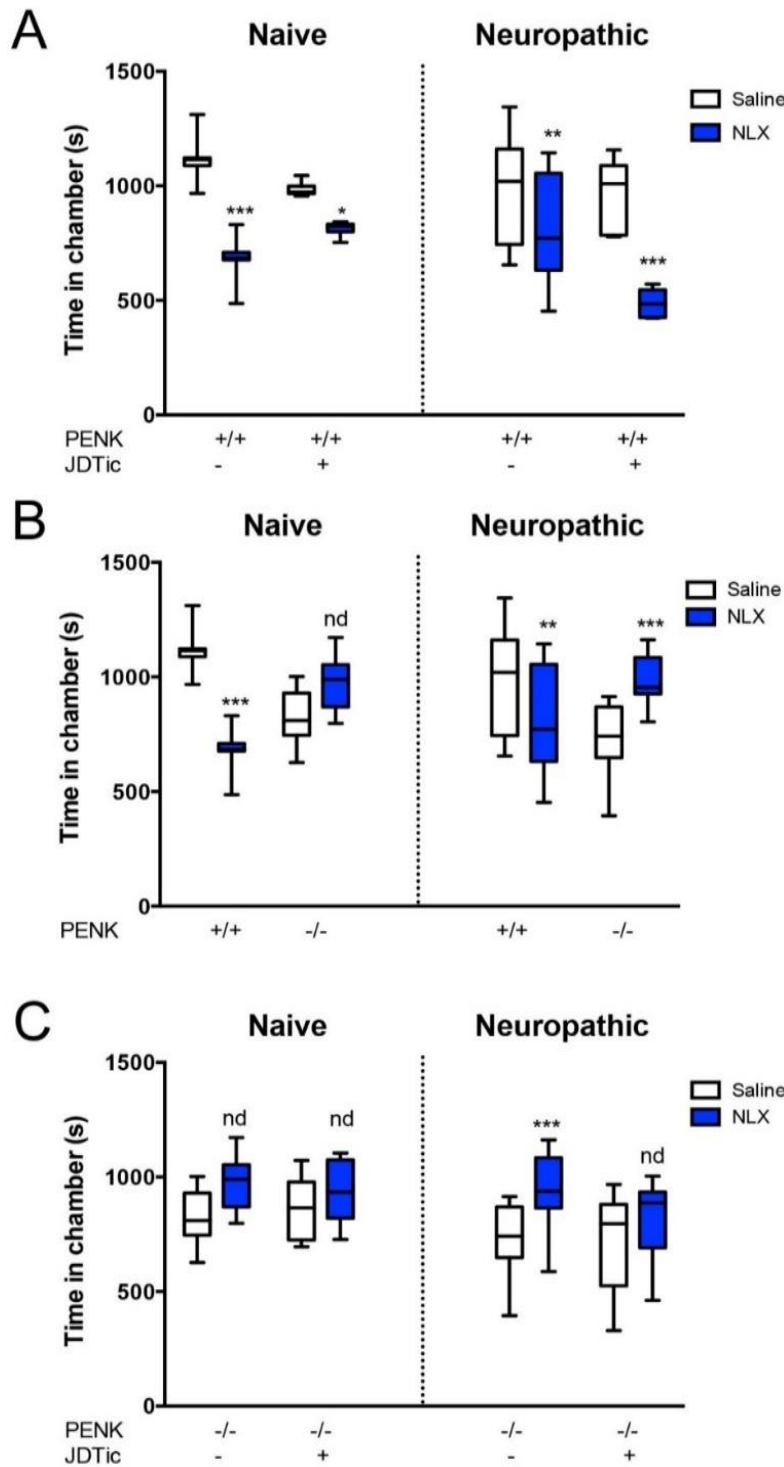 A
Naive Neuropathic
Time in chamber (s)
1500
1000
500
0
*** * ** ***
Saline
NLX
PENK +/+ +/+ +/+ +/+
JDTic - + - +
B
Naive Neuropathic
Time in chamber (s)
1500
1000
500
0
*** nd ** ***
Saline
NLX
PENK +/+ -/- +/+ -/-
C
Naive Neuropathic
Time in chamber (s)
1500
1000
500
0
nd nd *** nd
Saline
NLX
PENK -/- -/- -/- -/-
JDTic - + - +